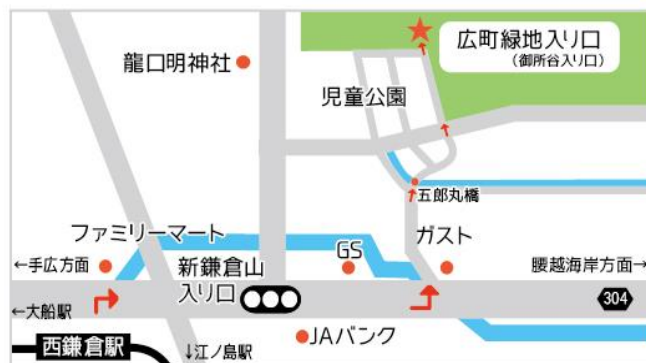 広町緑地入り口
(御所谷入り口)
龍口明神社
児童公園
五郎丸橋
ファミリーマート
GS
ガスト
←手広方面
新鎌倉山
入り口
腰越海岸方面→
304
←大船駅
JAバンク
西鎌倉駅
↓江ノ島駅